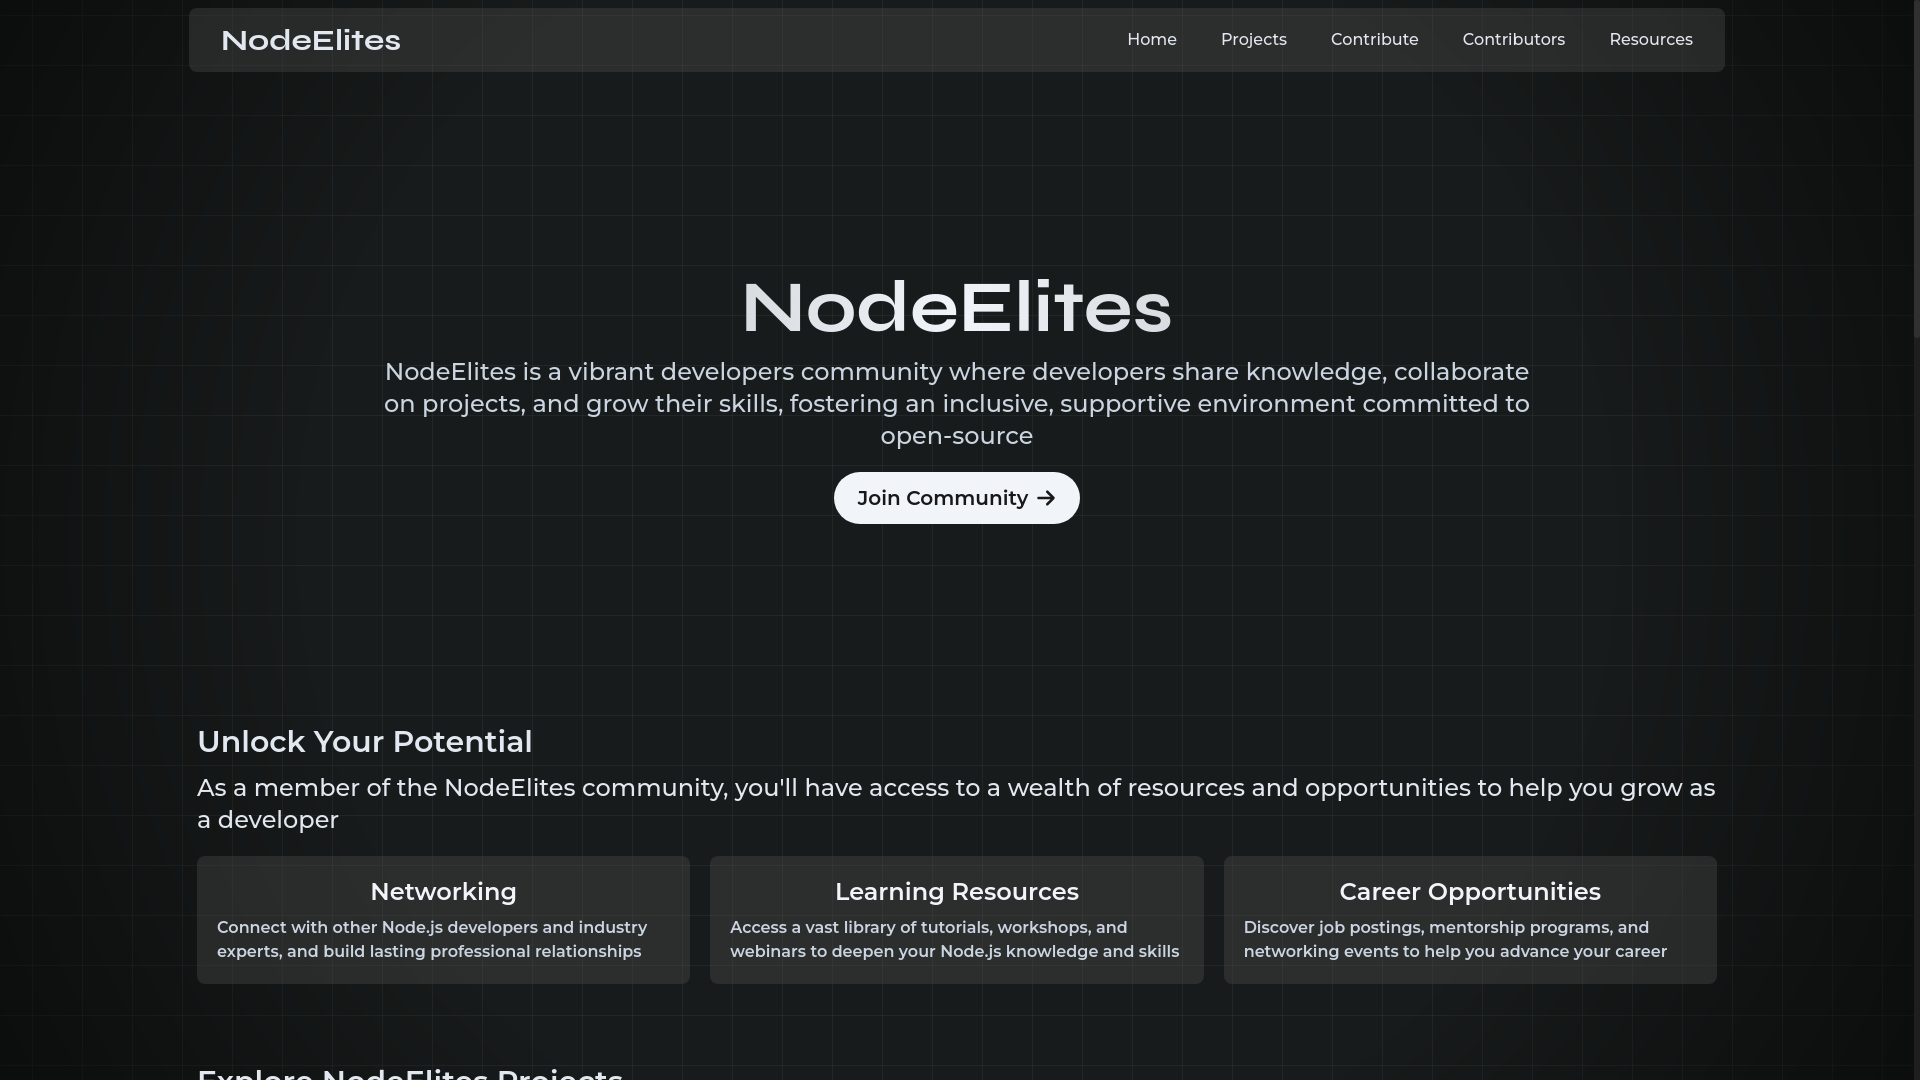 NodeElites
Home
Projects
Contribute
Contributors
Resources
NodeElites
NodeElites is a vibrant developers community where developers share knowledge, collaborate
on projects, and grow their skills, fostering an inclusive, supportive environment committed to
open-source
Join Community
Unlock Your Potential
As a member of the NodeElites community, you'll have access to a wealth of resources and opportunities to help you grow as
a developer
Networking
Connect with other Node.js developers and industry
experts, and build lasting professional relationships
Learning Resources
Access a vast library of tutorials, workshops, and
webinars to deepen your Node.js knowledge and skills
Career Opportunities
Discover job postings, mentorship programs, and
networking events to help you advance your career
Explore NodeElites Projects